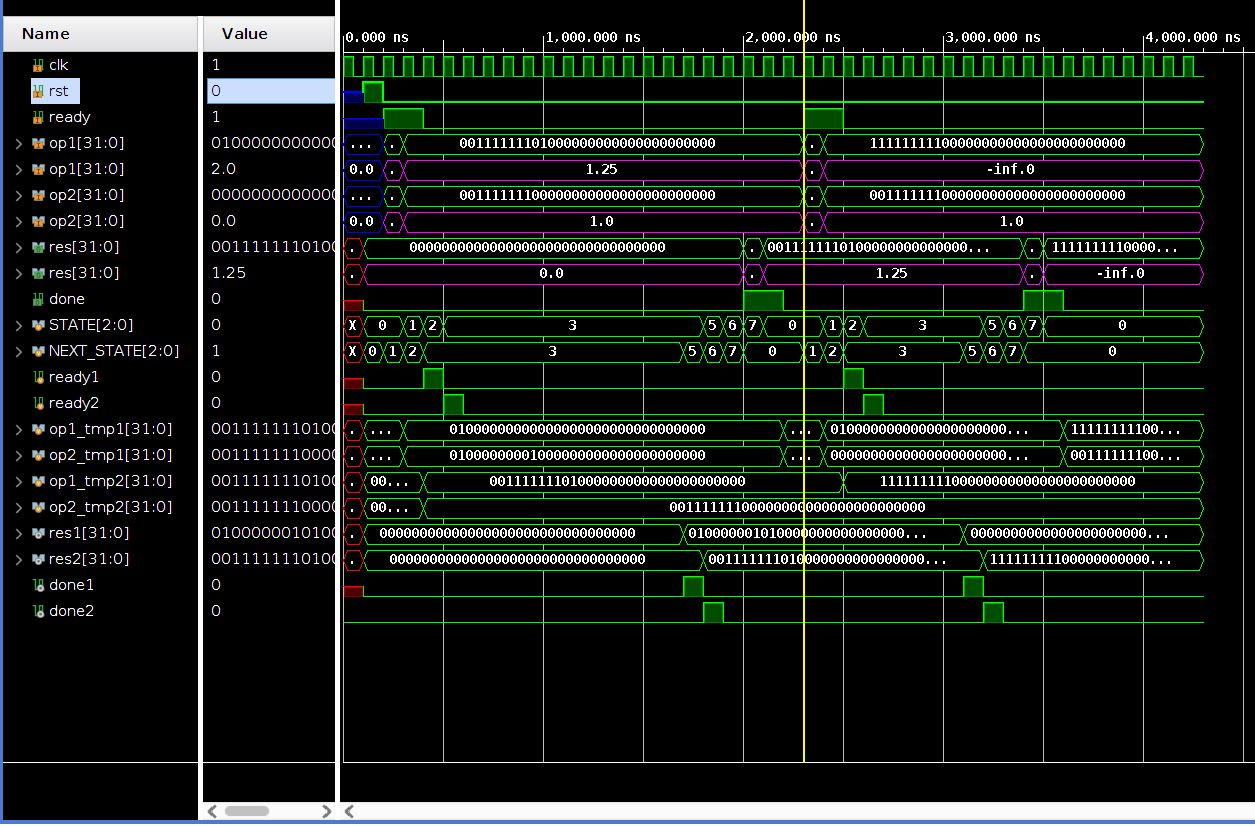 Name Value 0.000 ns 1,000.000 ns 2,000.000 ns 3,000.000 ns 4,000.000 ns
clk 1
rst 0
ready 1
op1[31:0] 0100000000000 ... . 00111111101000000000000000000000 . 11111111100000000000000000000000
op1[31:0] 2.0 0.0 . 1.25 . -inf.0
op2[31:0] 0000000000000 ... . 00111111100000000000000000000000 . 00111111100000000000000000000000
op2[31:0] 0.0 0.0 . 1.0 . 1.0
res[31:0] 0011111110100 . 00000000000000000000000000000000 . 0011111110100000000000000... . 1111111110000...
res[31:0] 1.25 . 0.0 . 1.25 . -inf.0
done 0
STATE[2:0] 0 X 0 1 2 3 5 6 7 0 1 2 3 5 6 7 0
NEXT_STATE[2:0] 1 X 0 1 2 3 5 6 7 0 1 2 3 5 6 7 0
ready1 0
ready2 0
op1_tmp1[31:0] 0011111110100 . ... 01000000000000000000000000000000 ... 0100000000000000000000... 11111111100...
op2_tmp1[31:0] 0011111110000 . ... 01000000010000000000000000000000 ... 0000000000000000000000... 00111111100...
op1_tmp2[31:0] 0011111110100 . 00... 00111111101000000000000000000000 11111111100000000000000000000000
op2_tmp2[31:0] 0011111110000 . 00... 00111111100000000000000000000000
res1[31:0] 0100000010100 . 00000000000000000000000000000000 010000001010000000000000000... 0000000000000000000000...
res2[31:0] 0011111110100 . 00000000000000000000000000000000 001111111010000000000000000... 11111111100000000000...
done1 0
done2 0